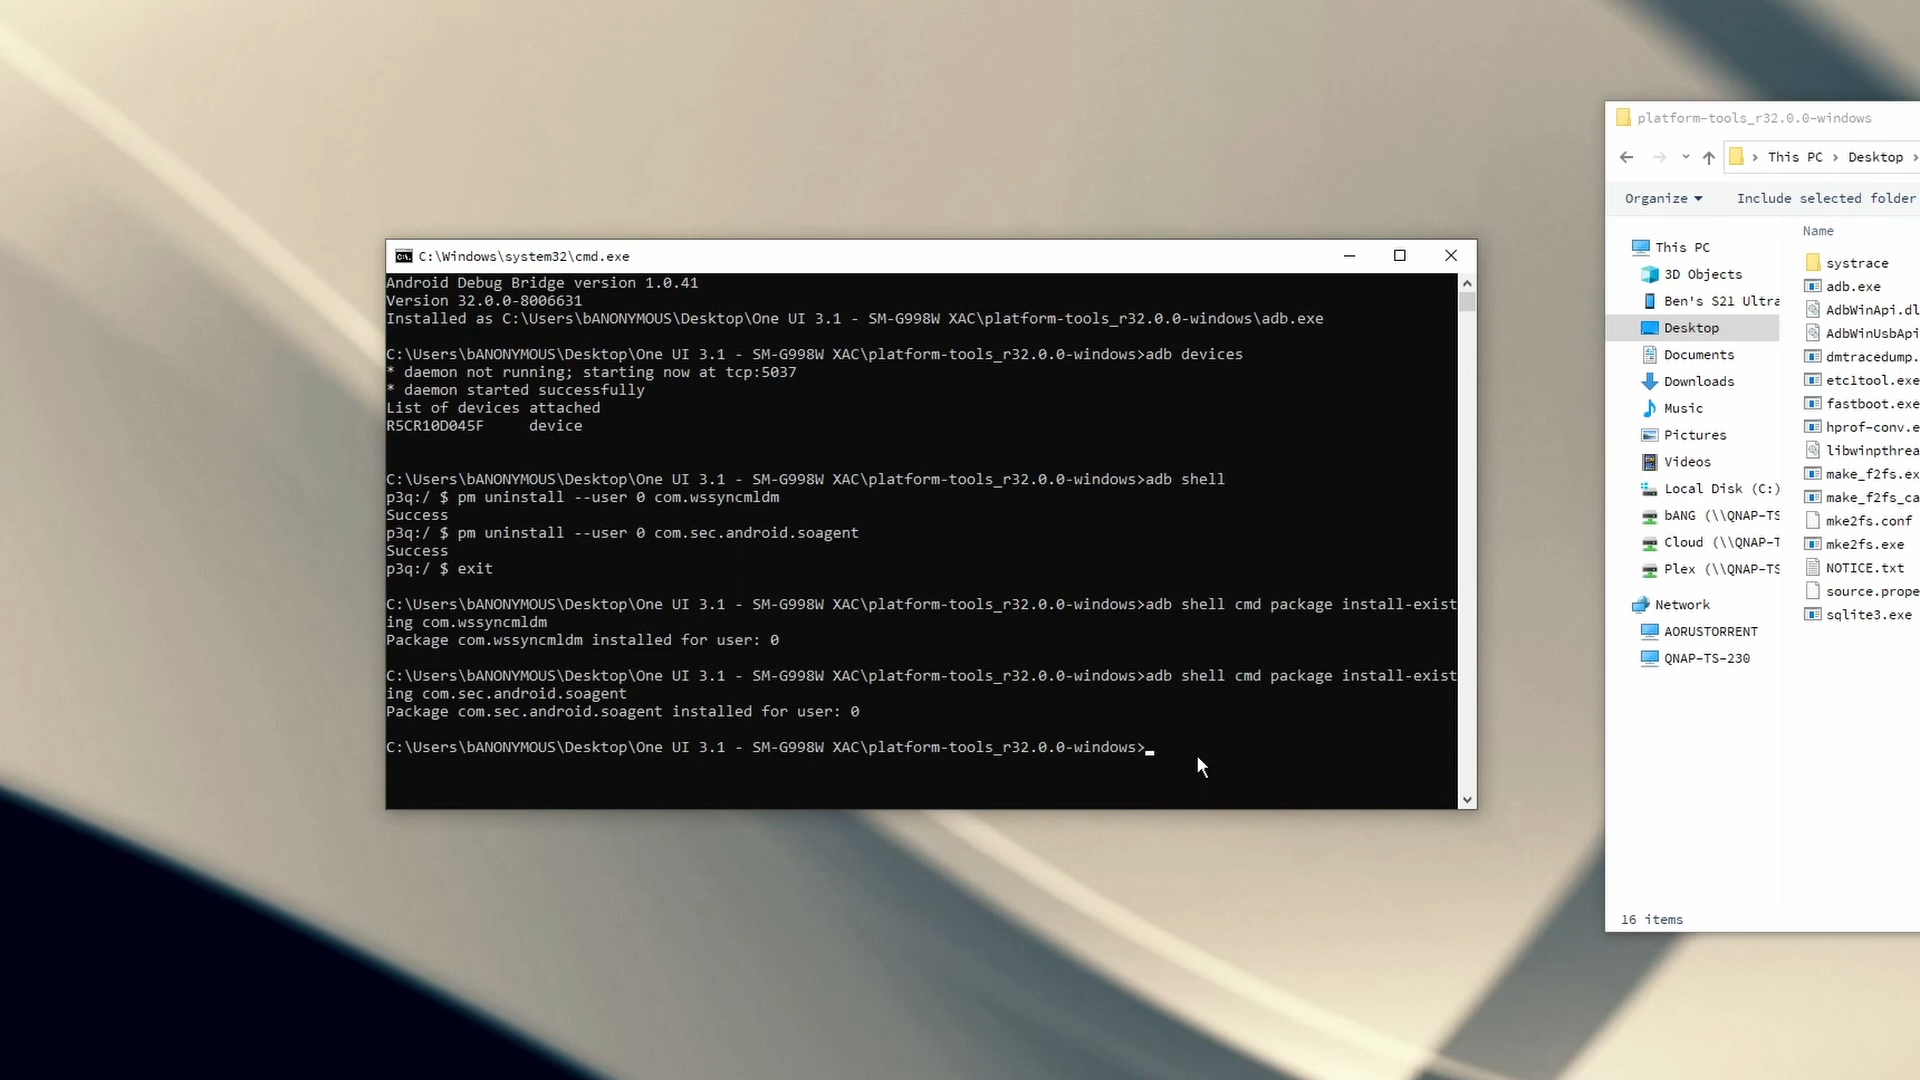 C:\Windows\system32\cmd.exe
Android Debug Bridge version 1.0.41
Version 32.0.0-8006631
Installed as C:\Users\bANONYMOUS\Desktop\One UI 3.1 - SM-G998W XAC\platform-tools_r32.0.0-windows\adb.exe
C:\Users\bANONYMOUS\Desktop\One UI 3.1 - SM-G998W XAC\platform-tools_r32.0.0-windows>adb devices
* daemon not running; starting now at tcp:5037
* daemon started successfully
List of devices attached
R5CR10D045F device
C:\Users\bANONYMOUS\Desktop\One UI 3.1 - SM-G998W XAC\platform-tools_r32.0.0-windows>adb shell
p3q:/ $ pm uninstall --user 0 com.wssyncmldm
Success
p3q:/ $ pm uninstall --user 0 com.sec.android.soagent
Success
p3q:/ $ exit
C:\Users\bANONYMOUS\Desktop\One UI 3.1 - SM-G998W XAC\platform-tools_r32.0.0-windows>adb shell cmd package install-exist
ing com.wssyncmldm
Package com.wssyncmldm installed for user: 0
C:\Users\bANONYMOUS\Desktop\One UI 3.1 - SM-G998W XAC\platform-tools_r32.0.0-windows>adb shell cmd package install-exist
ing com.sec.android.soagent
Package com.sec.android.soagent installed for user: 0
C:\Users\bANONYMOUS\Desktop\One UI 3.1 - SM-G998W XAC\platform-tools_r32.0.0-windows>
platform-tools_r32.0.0-windows
This PC > Desktop >
Organize
Include selected folder
This PC
3D Objects
Ben's S21 Ultra
Desktop
Documents
Downloads
Music
Pictures
Videos
Local Disk (C:)
bANG (\\QNAP-TS
Cloud (\\QNAP-T
Plex (\\QNAP-TS
Network
AORUSTORRENT
QNAP-TS-230
Name
systrace
adb.exe
AdbWinApi.dl
AdbWinUsbApi
dmtracedump.
etc1tool.exe
fastboot.exe
hprof-conv.e
libwinpthrea
make_f2fs.ex
make_f2fs_ca
mke2fs.conf
mke2fs.exe
NOTICE.txt
source.prope
sqlite3.exe
16 items